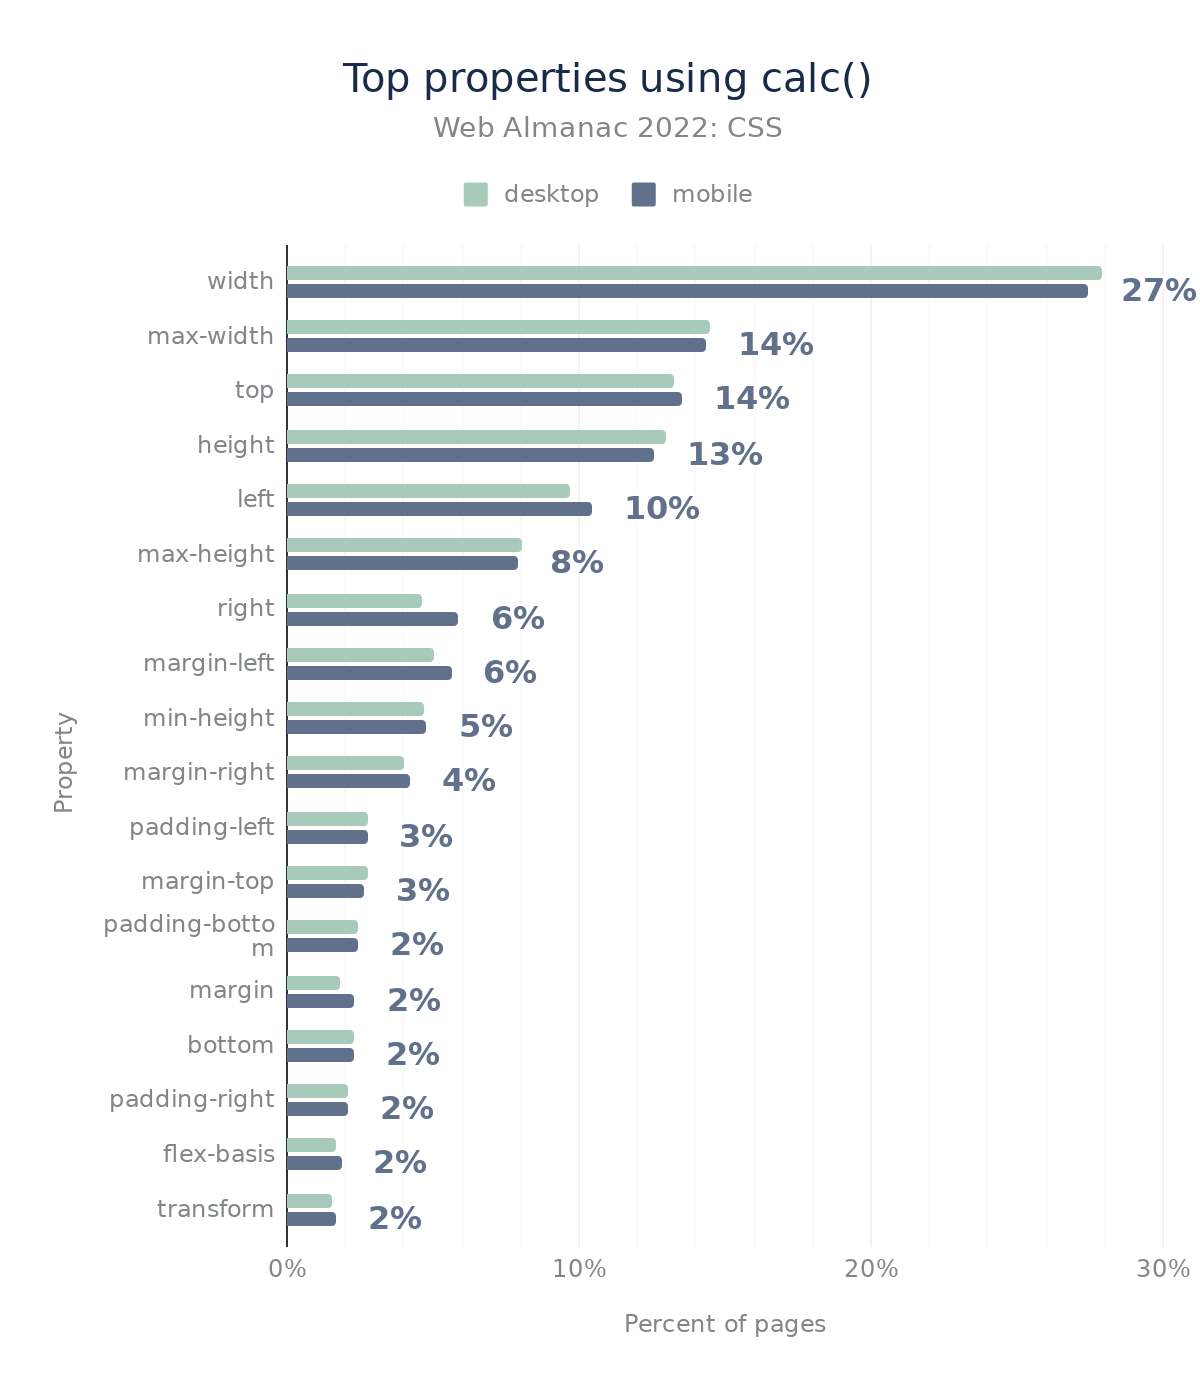 Top properties using calc()
Web Almanac 2022: CSS
desktop
mobile
width
27%
max-width
14%
top
14%
height
13%
left
10%
max-height
8%
right
6%
margin-left
6%
min-height
5%
margin-right
4%
padding-left
3%
margin-top
3%
padding-botto
m
2%
margin
2%
bottom
2%
padding-right
2%
flex-basis
2%
transform
2%
Property
0%
10%
20%
30%
Percent of pages